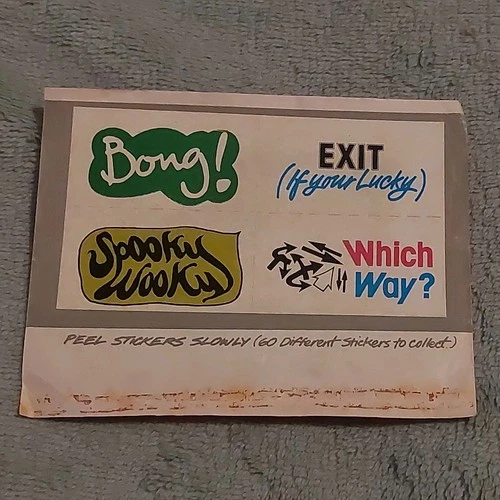 Bong!
EXIT
(If your Lucky)
Spooky
Wooky
Which
Way?
PEEL STICKERS SLOWLY (60 Different Stickers to collect)